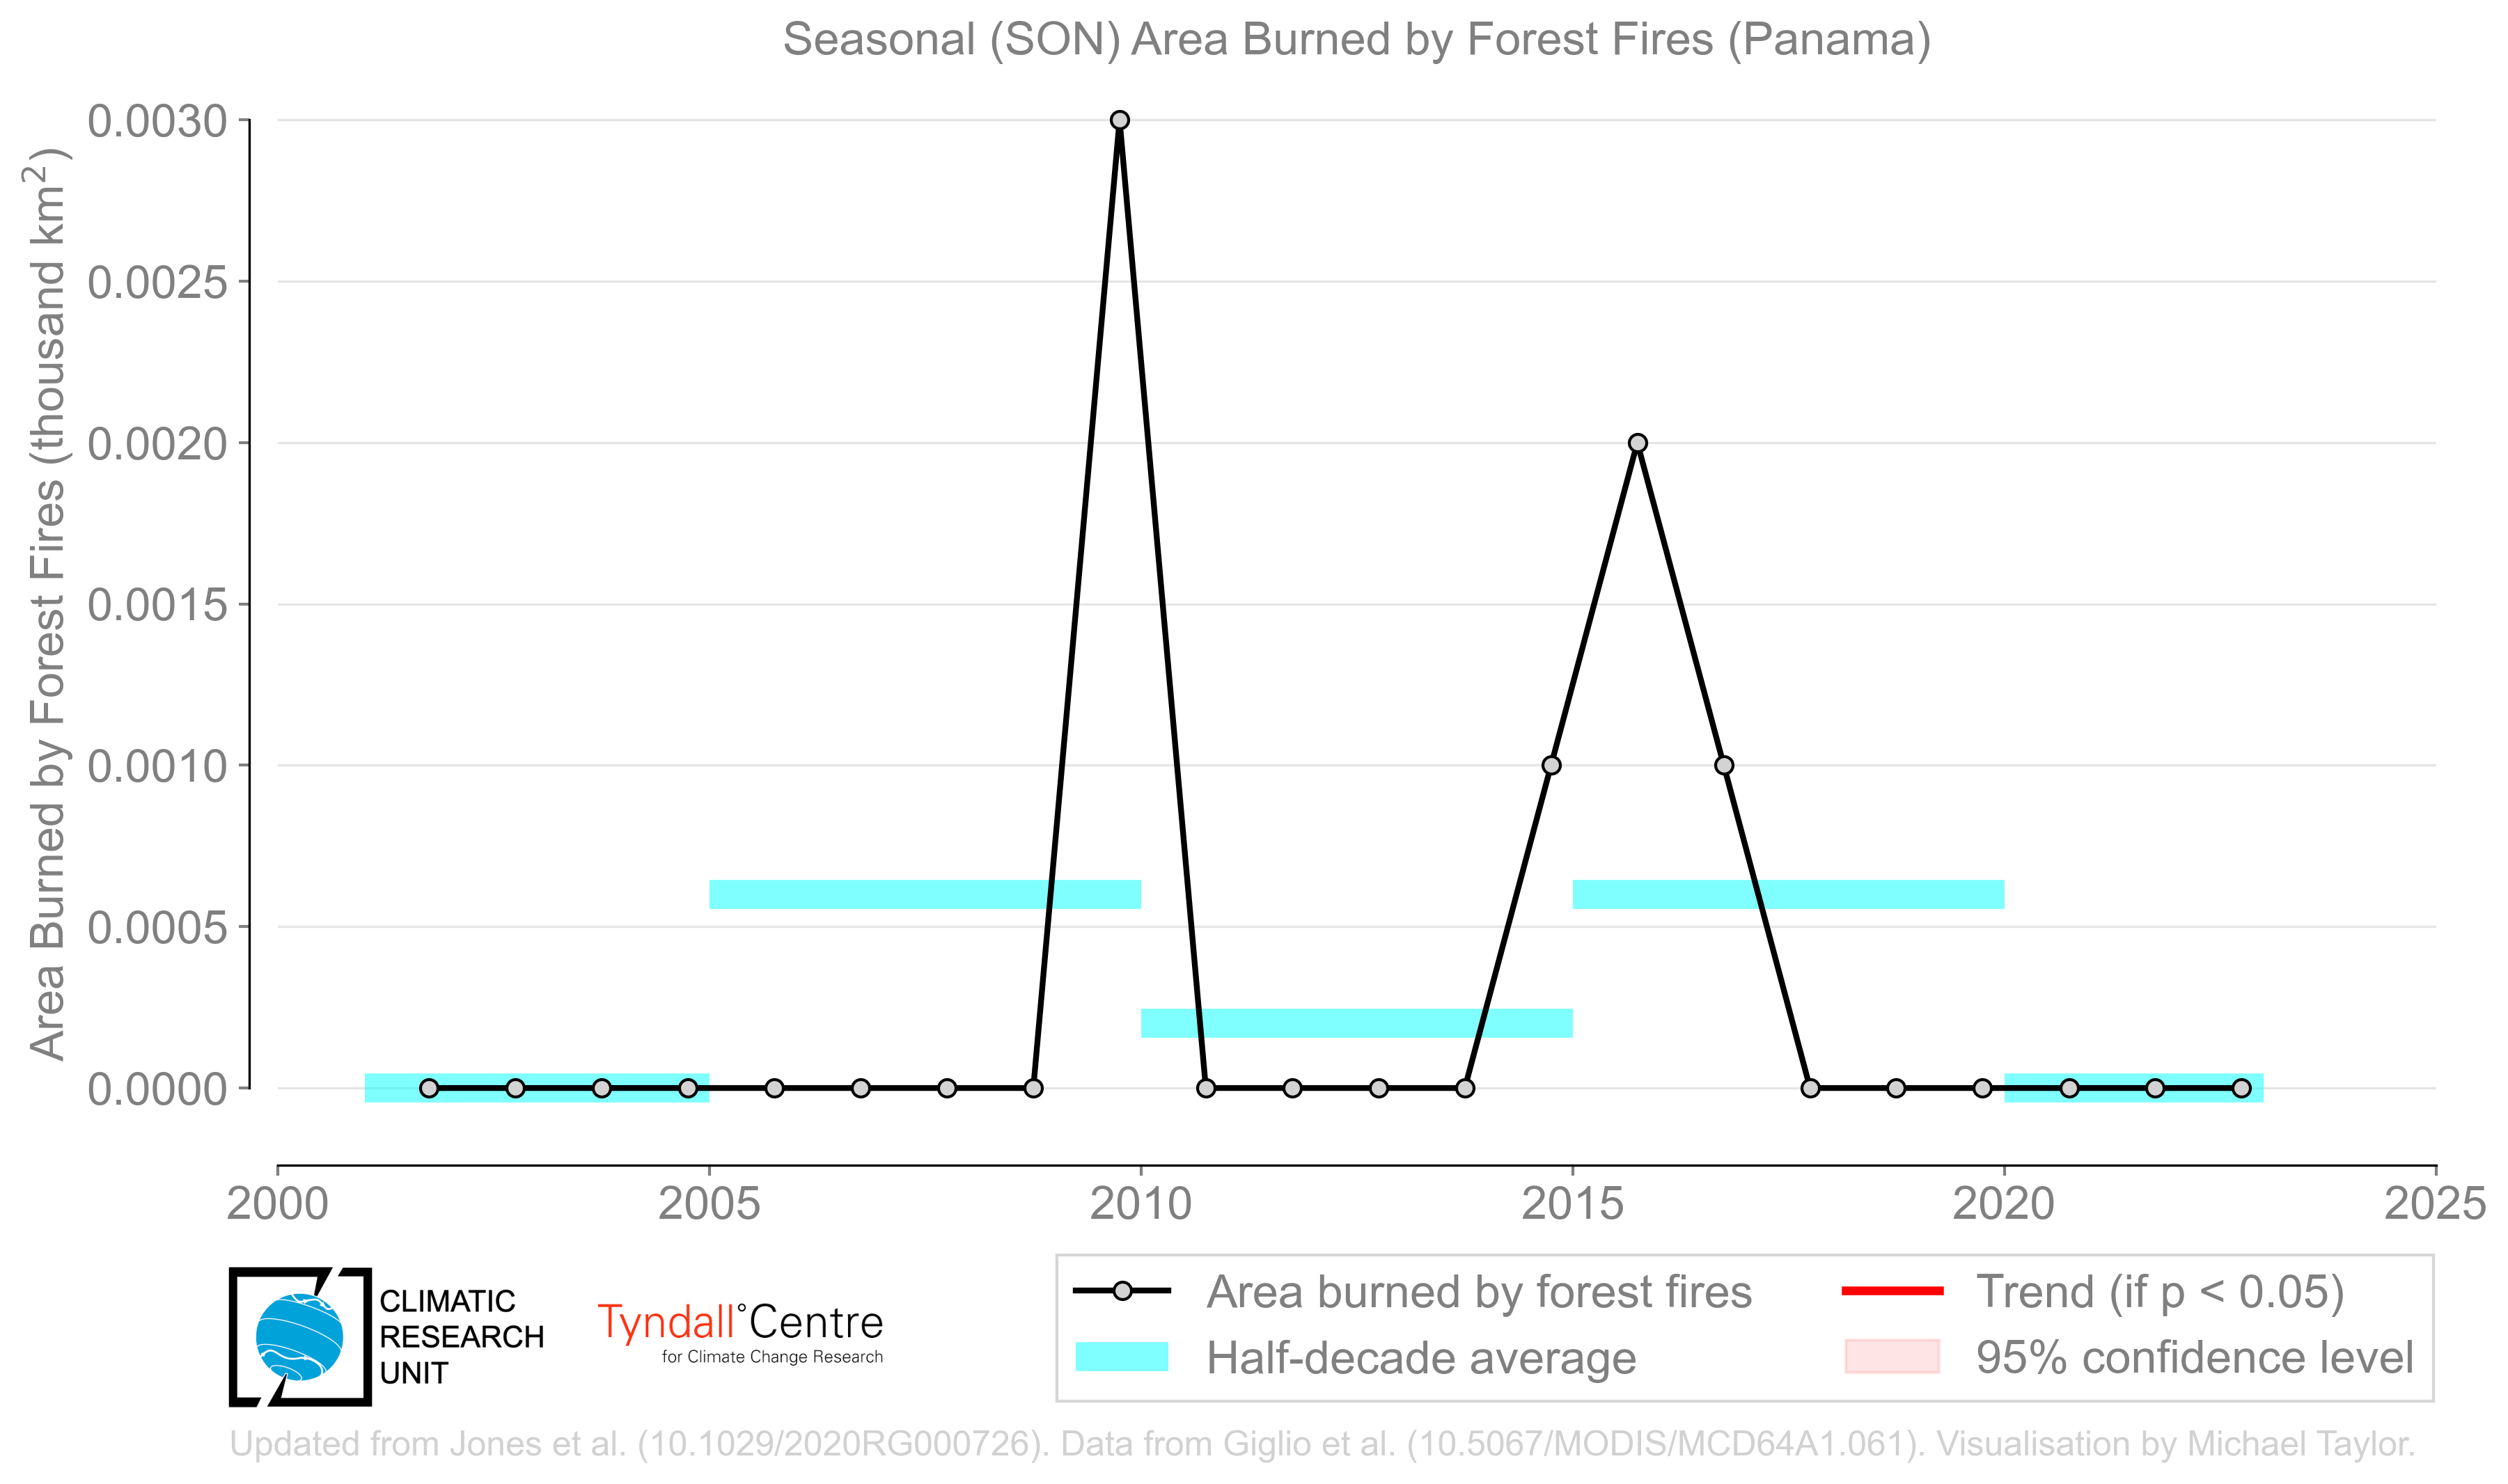 Seasonal (SON) Area Burned by Forest Fires (Panama)
Area Burned by Forest Fires (thousand km²)
0.0030
0.0025
0.0020
0.0015
0.0010
0.0005
0.0000
2000 2005 2010 2015 2020 2025
CLIMATIC
RESEARCH
UNIT
Tyndall°Centre
for Climate Change Research
Area burned by forest fires
Half-decade average
Trend (if p < 0.05)
95% confidence level
Updated from Jones et al. (10.1029/2020RG000726). Data from Giglio et al. (10.5067/MODIS/MCD64A1.061). Visualisation by Michael Taylor.